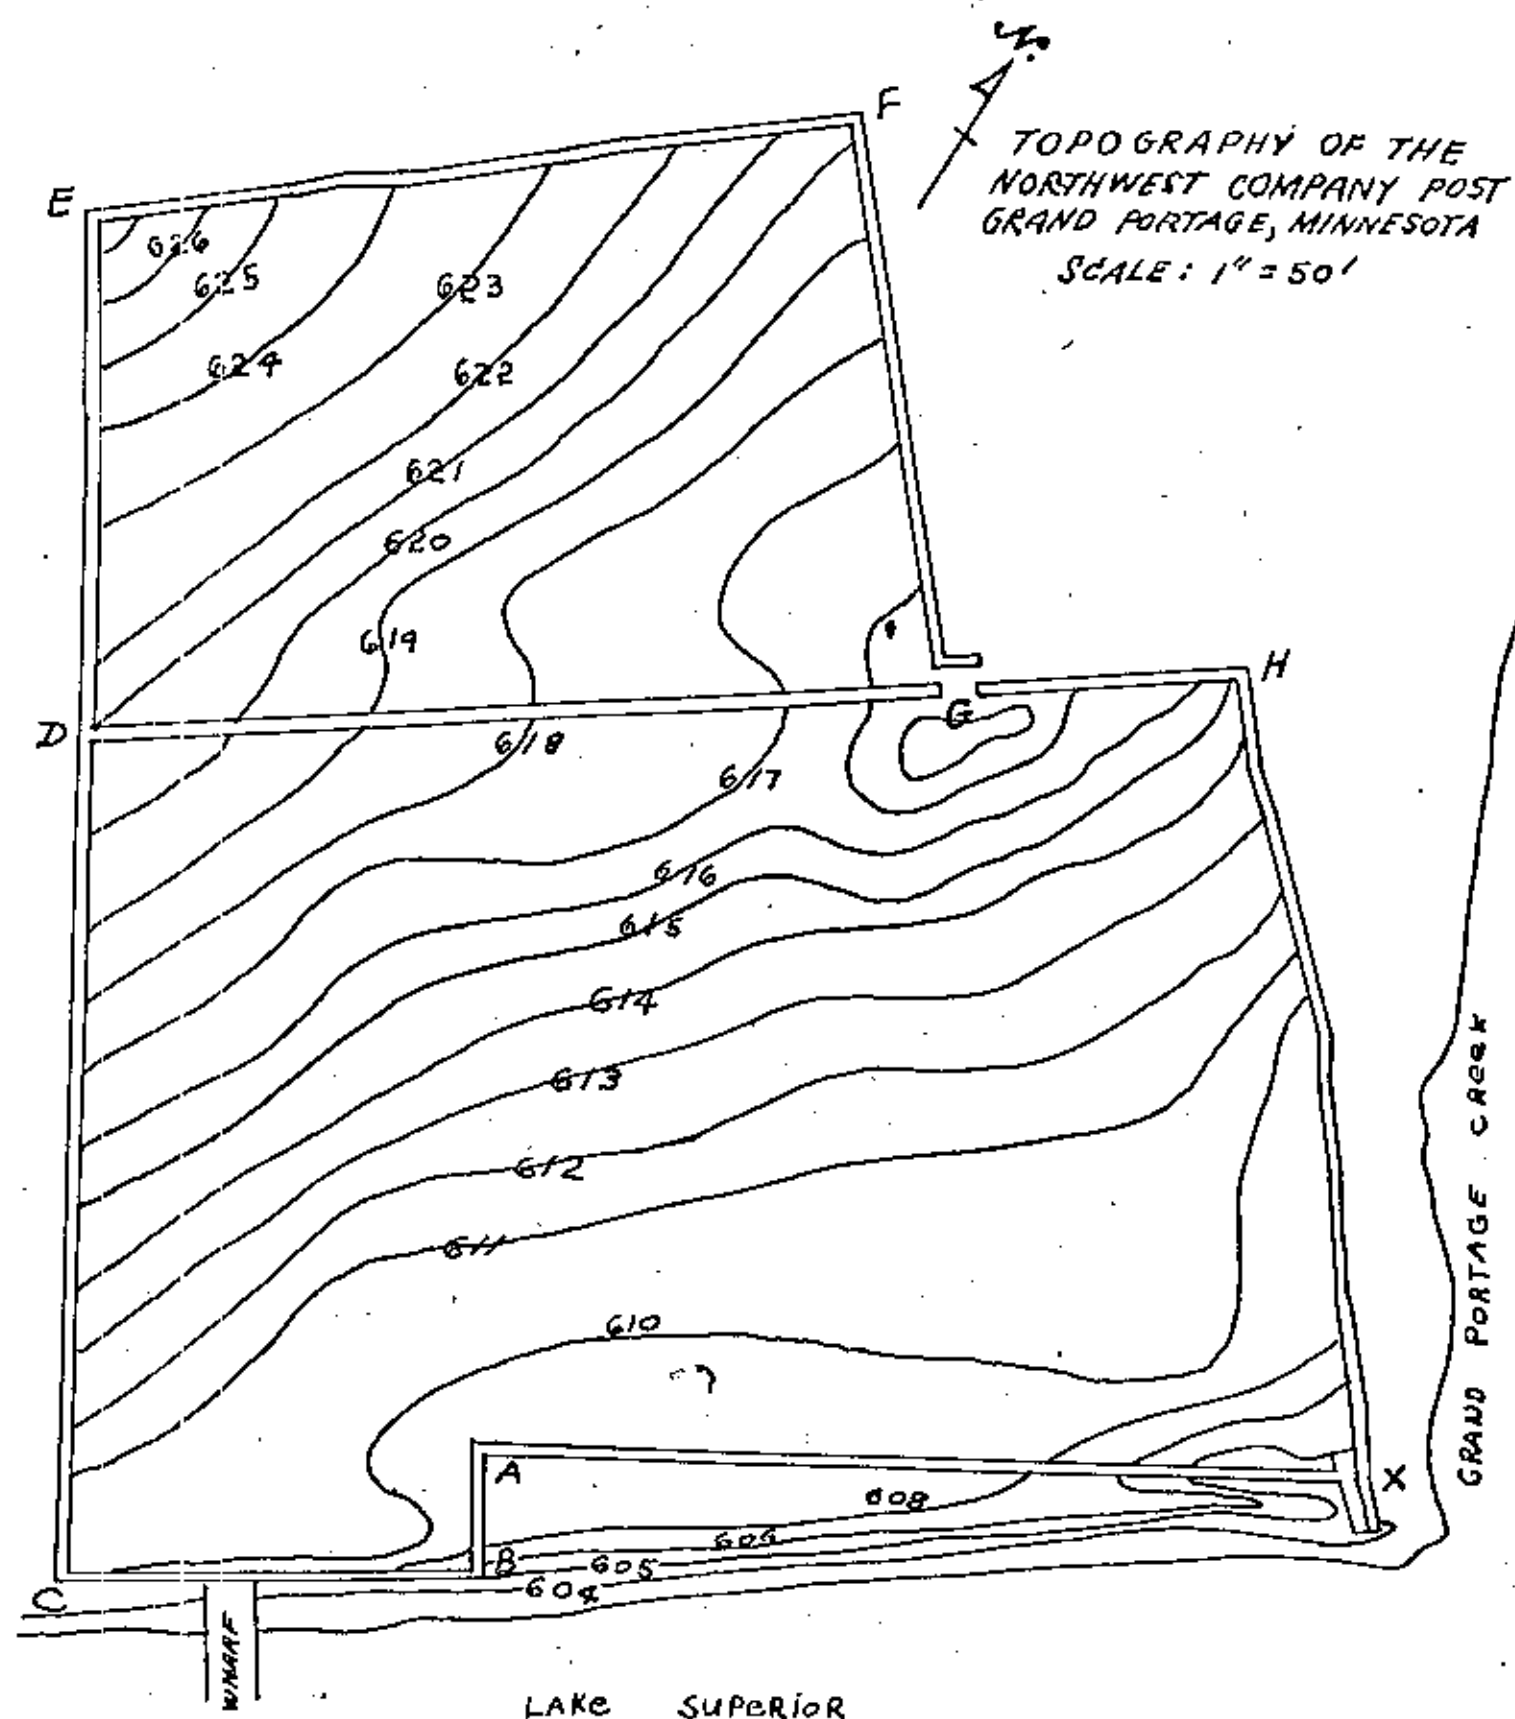 N.
F
TOPOGRAPHY OF THE
NORTHWEST COMPANY POST
GRAND PORTAGE, MINNESOTA
SCALE: 1" = 50'
E
626
625
623
624
622
621
620
619
H
D
G
618
617
616
615
614
613
612
611
610
GRAND PORTAGE CREEK
A
X
608
606
B
605
604
C
WHARF
LAKE SUPERIOR